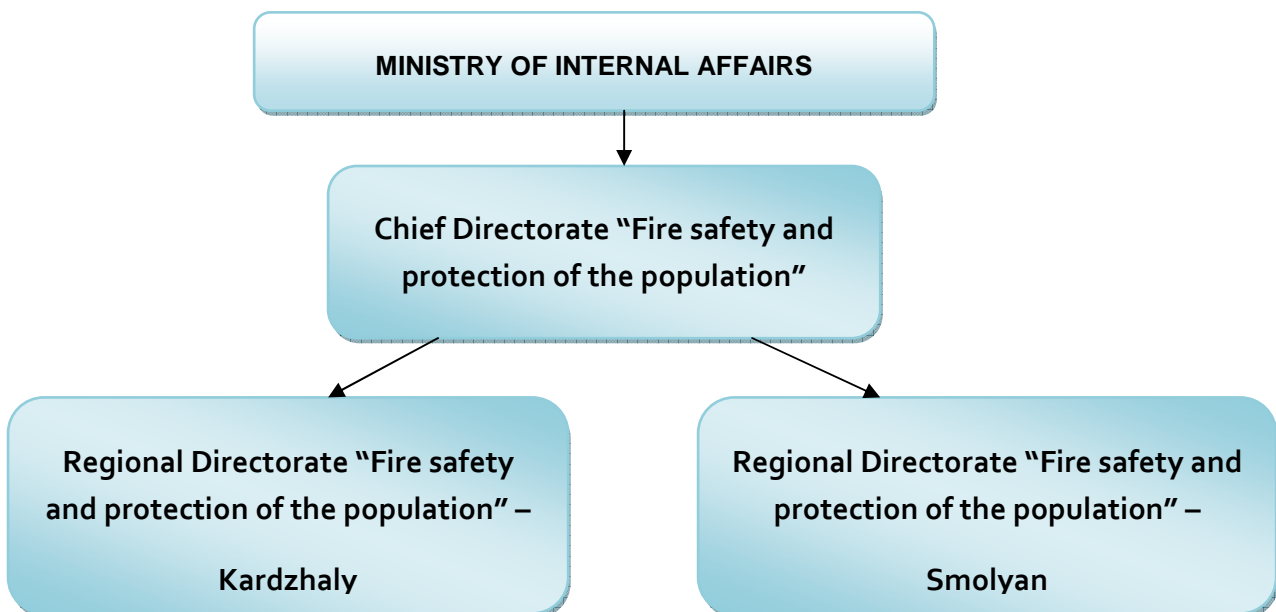 MINISTRY OF INTERNAL AFFAIRS
Chief Directorate “Fire safety and
protection of the population”
Regional Directorate “Fire safety
and protection of the population” –
Kardzhaly
Regional Directorate “Fire safety and
protection of the population” –
Smolyan